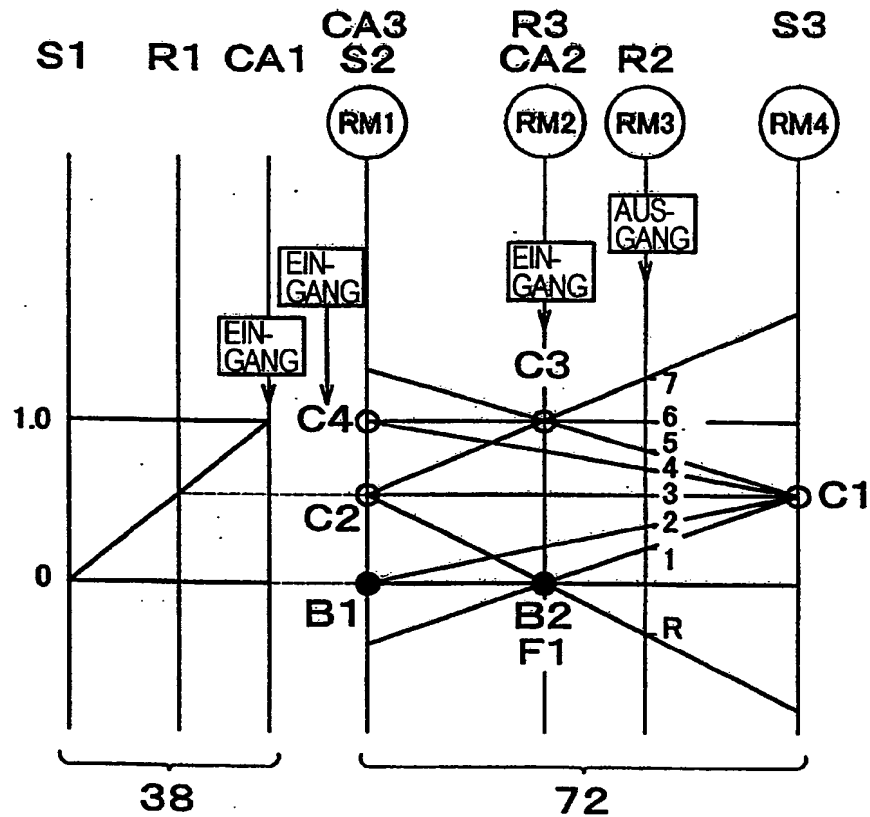 CA3 R3 S3
S1 R1 CA1 S2 CA2 R2
RM1 RM2 RM3 RM4
AUS-
GANG
EIN-
GANG
EIN-
GANG
EIN-
GANG
C3
7
1.0
C4
6
5
4
3
C1
C2
2
1
0
B1
B2
R
F1
38
72